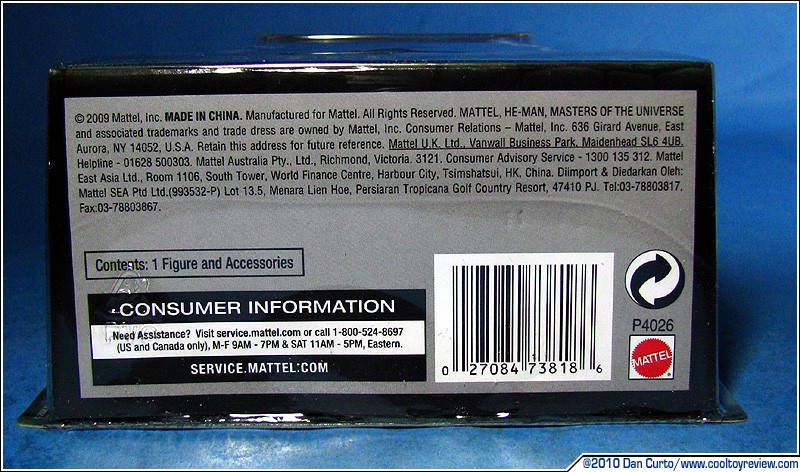 © 2009 Mattel, Inc. MADE IN CHINA. Manufactured for Mattel. All Rights Reserved. MATTEL, HE-MAN, MASTERS OF THE UNIVERSE
and associated trademarks and trade dress are owned by Mattel, Inc. Consumer Relations – Mattel, Inc. 636 Girard Avenue, East
Aurora, NY 14052, U.S.A. Retain this address for future reference. Mattel U.K. Ltd., Vanwall Business Park, Maidenhead SL6 4UB.
Helpline - 01628 500303. Mattel Australia Pty., Ltd., Richmond, Victoria. 3121. Consumer Advisory Service - 1300 135 312. Mattel
East Asia Ltd., Room 1106, South Tower, World Finance Centre, Harbour City, Tsimshatsui, HK, China. Diimport & Diedarkan Oleh:
Mattel SEA Ptd Ltd.(993532-P) Lot 13.5, Menara Lien Hoe, Persiaran Tropicana Golf Country Resort, 47410 PJ. Tel:03-78803817,
Fax:03-78803867.
Contents: 1 Figure and Accessories
CONSUMER INFORMATION
Need Assistance? Visit service.mattel.com or call 1-800-524-8697
(US and Canada only), M-F 9AM - 7PM & SAT 11AM - 5PM, Eastern.
SERVICE.MATTEL.COM
0 27084 73818 6
P4026
MATTEL
©2010 Dan Curto/www.cooltoyreview.com